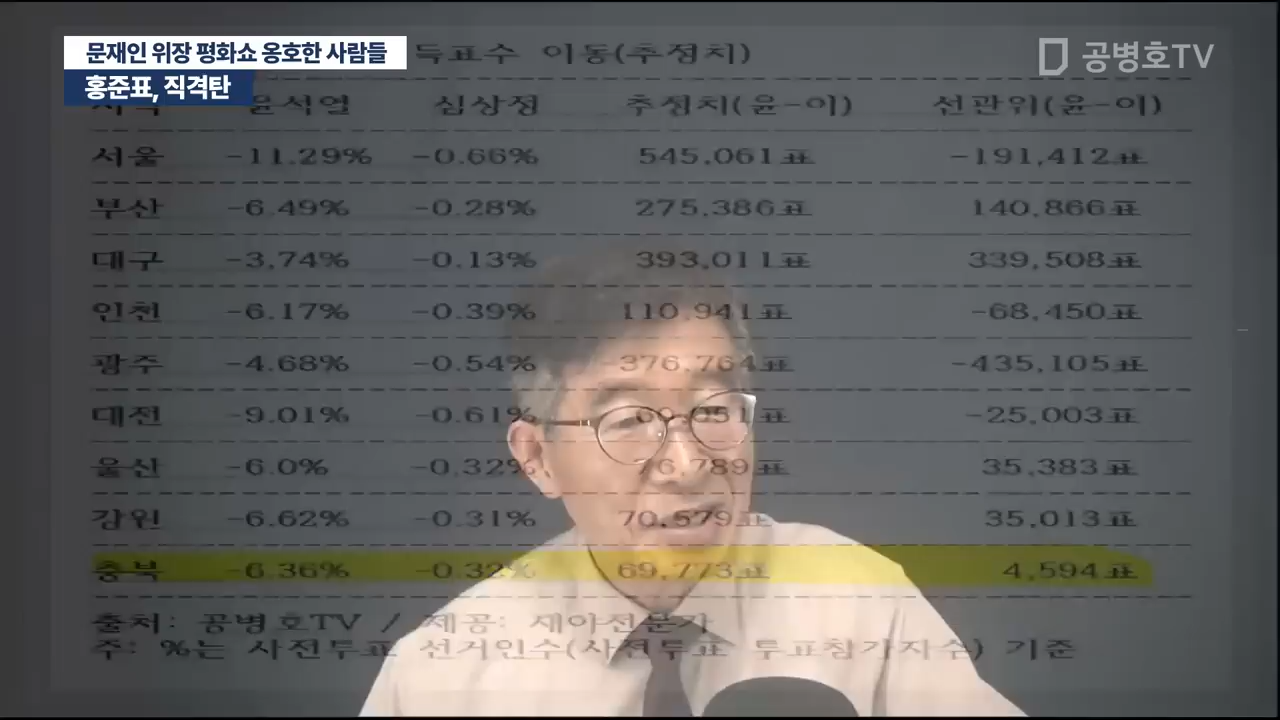 문재인 위장 평화쇼 옹호한 사람들
홍준표, 직격탄
공병호TV
득표수 이동(추정치)
윤석열 심상정 추정치(윤-이) 선관위(윤-이)
서울 -11.29% -0.66% 545,061표 -191,412표
부산 -6.49% -0.28% 275,386표 140,866표
대구 -3.74% -0.13% 393,011표 339,508표
인천 -6.17% -0.39% 110,941표 -68,450표
광주 -4.68% -0.54% -376,764표 -435,105표
대전 -9.01% -0.61% -25,003표
울산 -6.0% -0.32% 76,789표 35,383표
강원 -6.62% -0.31% 70,579표 35,013표
충북 -6.36% -0.32% 69,773표 4,594표
출처: 공병호TV / 제공: 재야전문가
주: %는 사전투표 선거인수(사전투표 투표참가자수) 기준